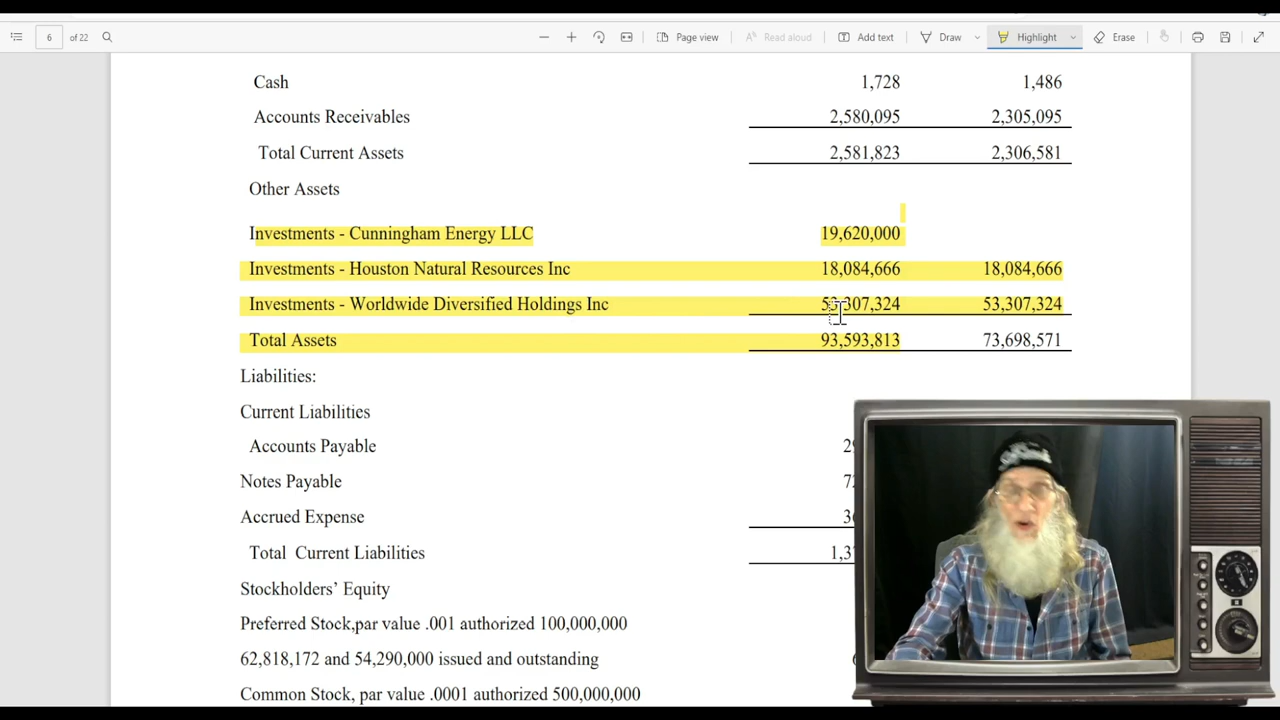 6 of 22 Page view Read aloud Add text Draw Highlight Erase
Cash 1,728 1,486
Accounts Receivables 2,580,095 2,305,095
Total Current Assets 2,581,823 2,306,581
Other Assets
Investments - Cunningham Energy LLC 19,620,000
Investments - Houston Natural Resources Inc 18,084,666 18,084,666
Investments - Worldwide Diversified Holdings Inc 53,307,324 53,307,324
Total Assets 93,593,813 73,698,571
Liabilities:
Current Liabilities
Accounts Payable
Notes Payable
Accrued Expense
Total Current Liabilities
Stockholders’ Equity
Preferred Stock,par value .001 authorized 100,000,000
62,818,172 and 54,290,000 issued and outstanding
Common Stock, par value .0001 authorized 500,000,000